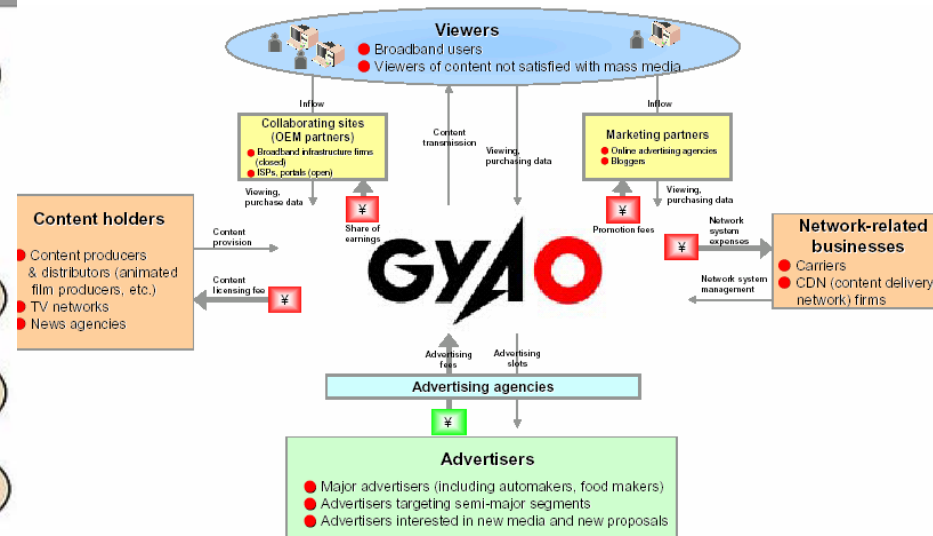 Viewers
Broadband users
Viewers of content not satisfied with mass media
Inflow
Inflow
Collaborating sites
(OEM partners)
Broadband infrastructure firms
(closed)
ISPs, portals (open)
Content
transmission
Viewing,
purchasing data
Marketing partners
Online advertising agencies
Bloggers
Viewing,
purchase data
¥
Share of
earnings
¥
Promotion fees
Viewing,
purchasing data
Content holders
Content producers
& distributors (animated
film producers, etc.)
TV networks
News agencies
Content
provision
Content
licensing fee
¥
GYAO
Network
system
expenses
¥
Network system
management
Network-related
businesses
Carriers
CDN (content delivery
network) firms
Advertising
fees
Advertising
slots
Advertising agencies
¥
Advertisers
Major advertisers (including automakers, food makers)
Advertisers targeting semi-major segments
Advertisers interested in new media and new proposals